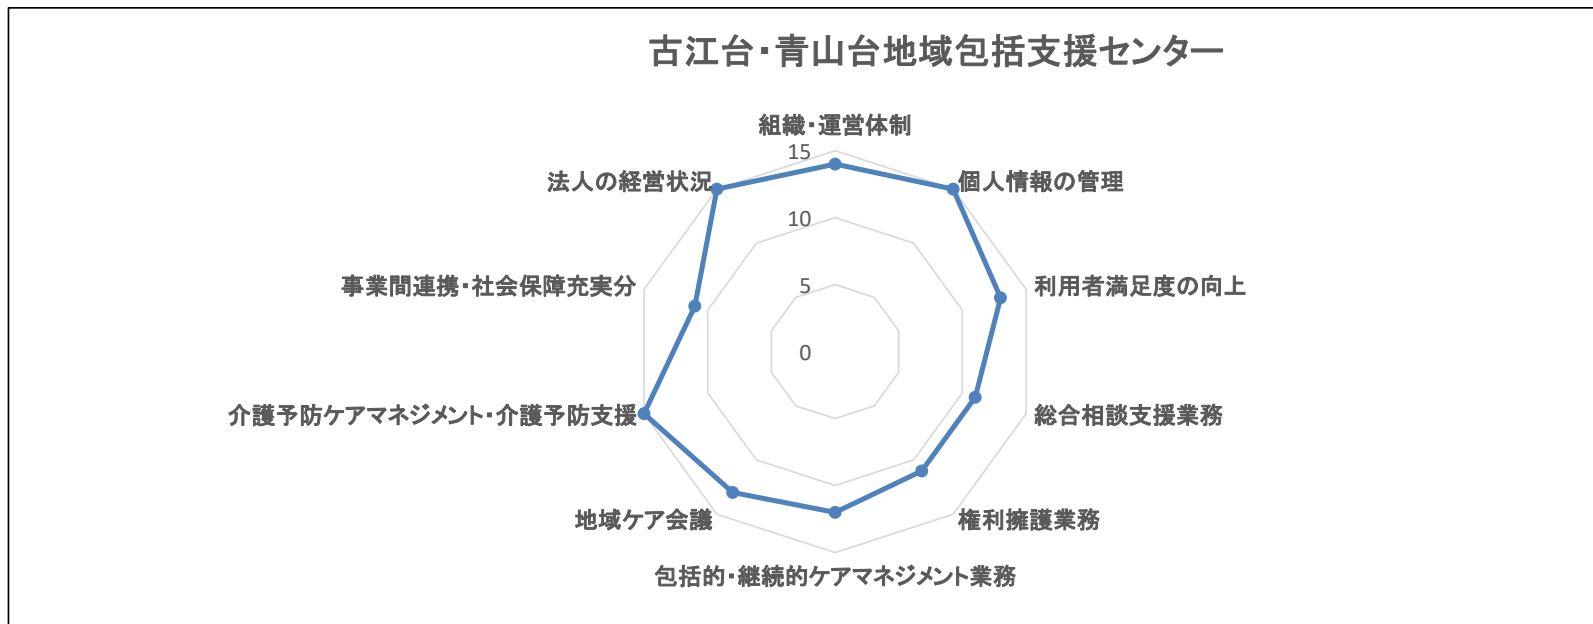 古江台・青山台地域包括支援センター
組織・運営体制
15
法人の経営状況
個人情報の管理
10
事業間連携・社会保障充実分
5
利用者満足度の向上
0
介護予防ケアマネジメント・介護予防支援
総合相談支援業務
地域ケア会議
権利擁護業務
包括的・継続的ケアマネジメント業務